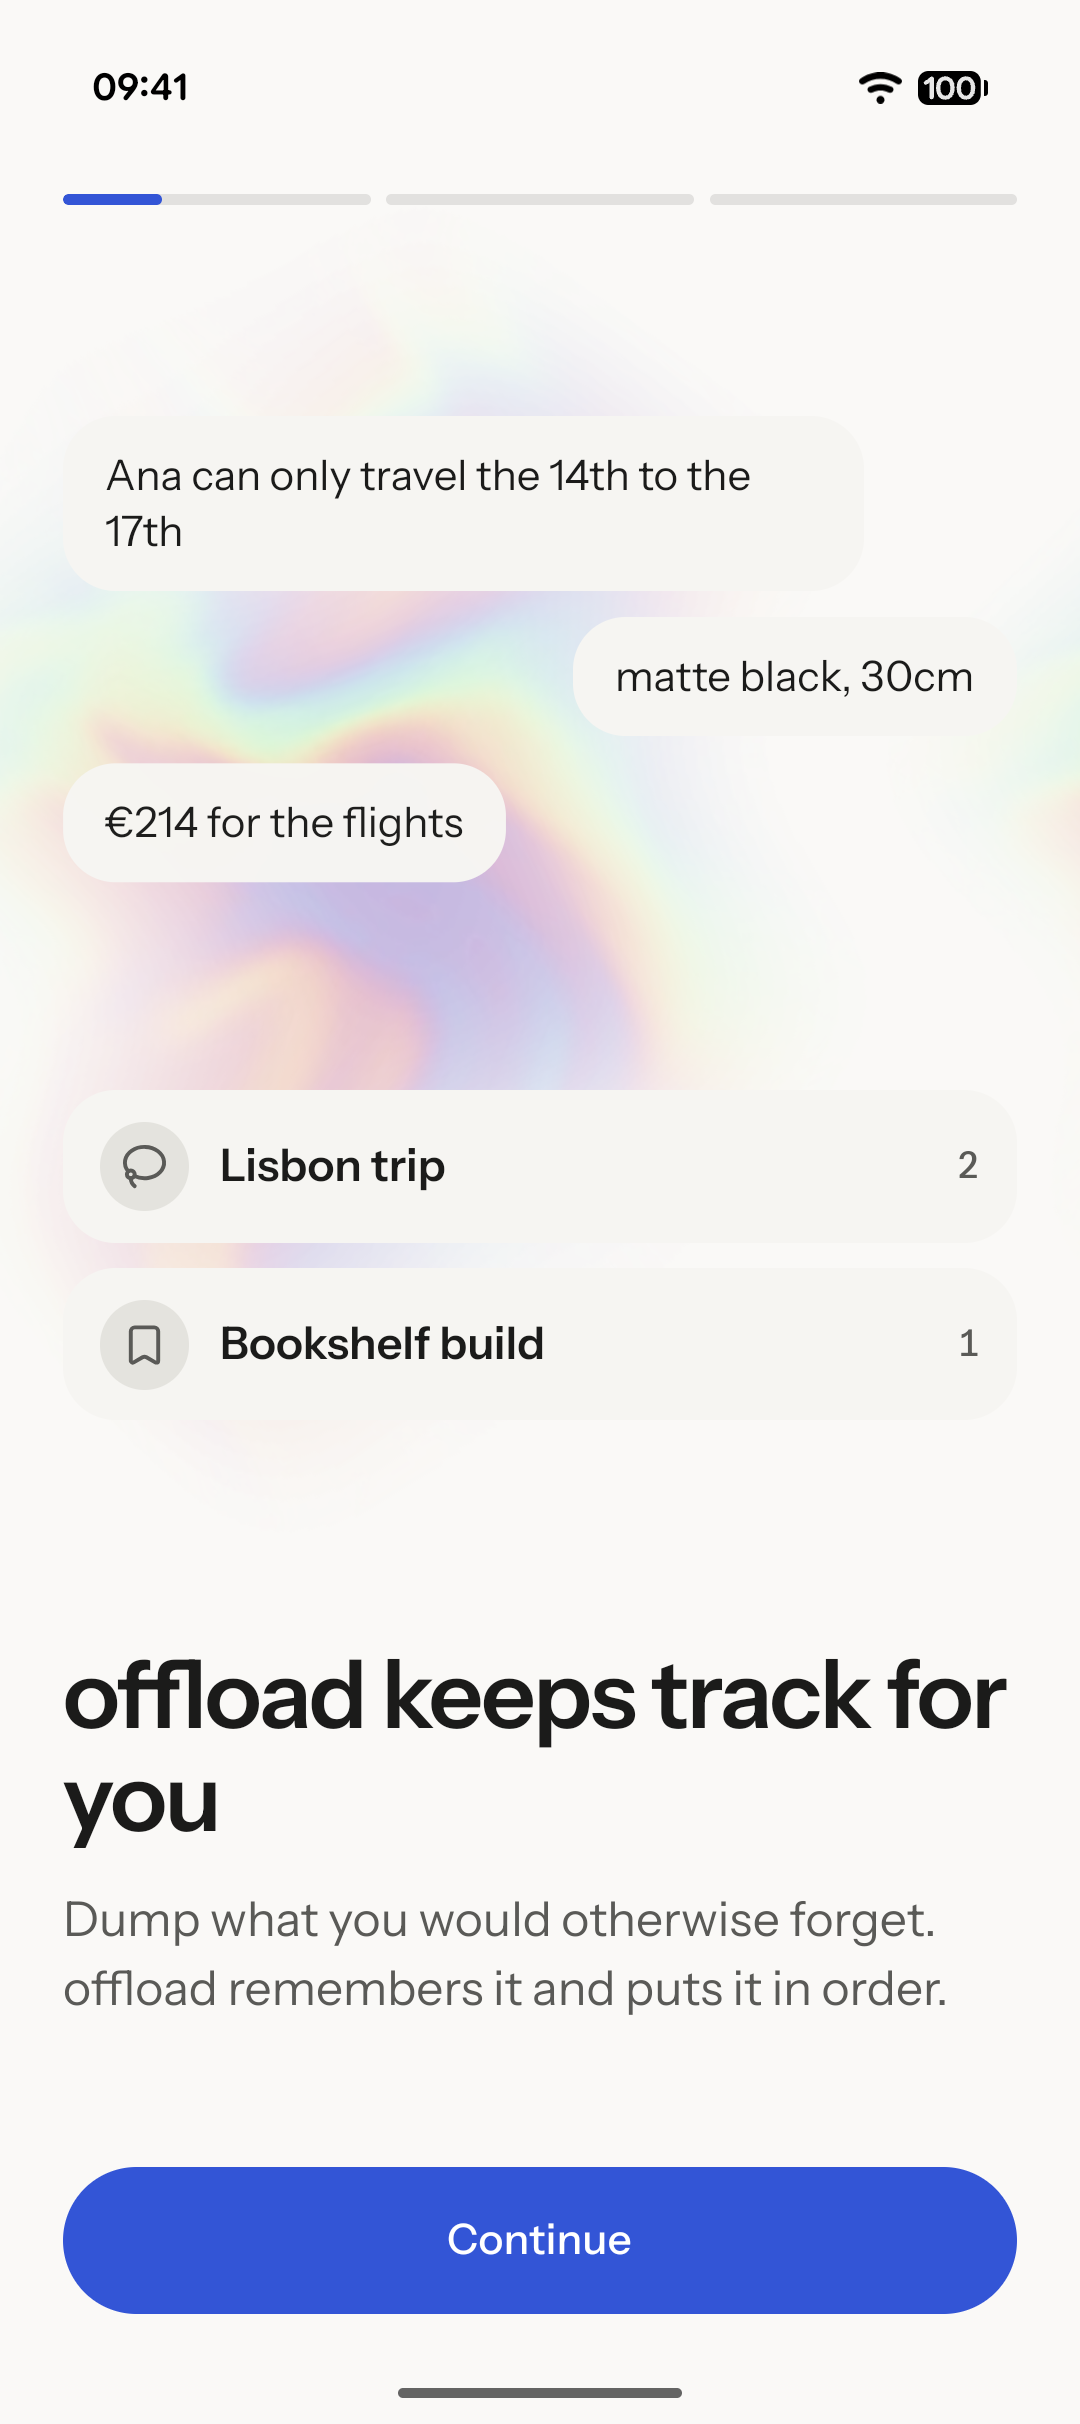 09:41
100
Ana can only travel the 14th to the
17th
matte black, 30cm
€214 for the flights
Lisbon trip
2
Bookshelf build
1
offload keeps track for
you
Dump what you would otherwise forget.
offload remembers it and puts it in order.
Continue